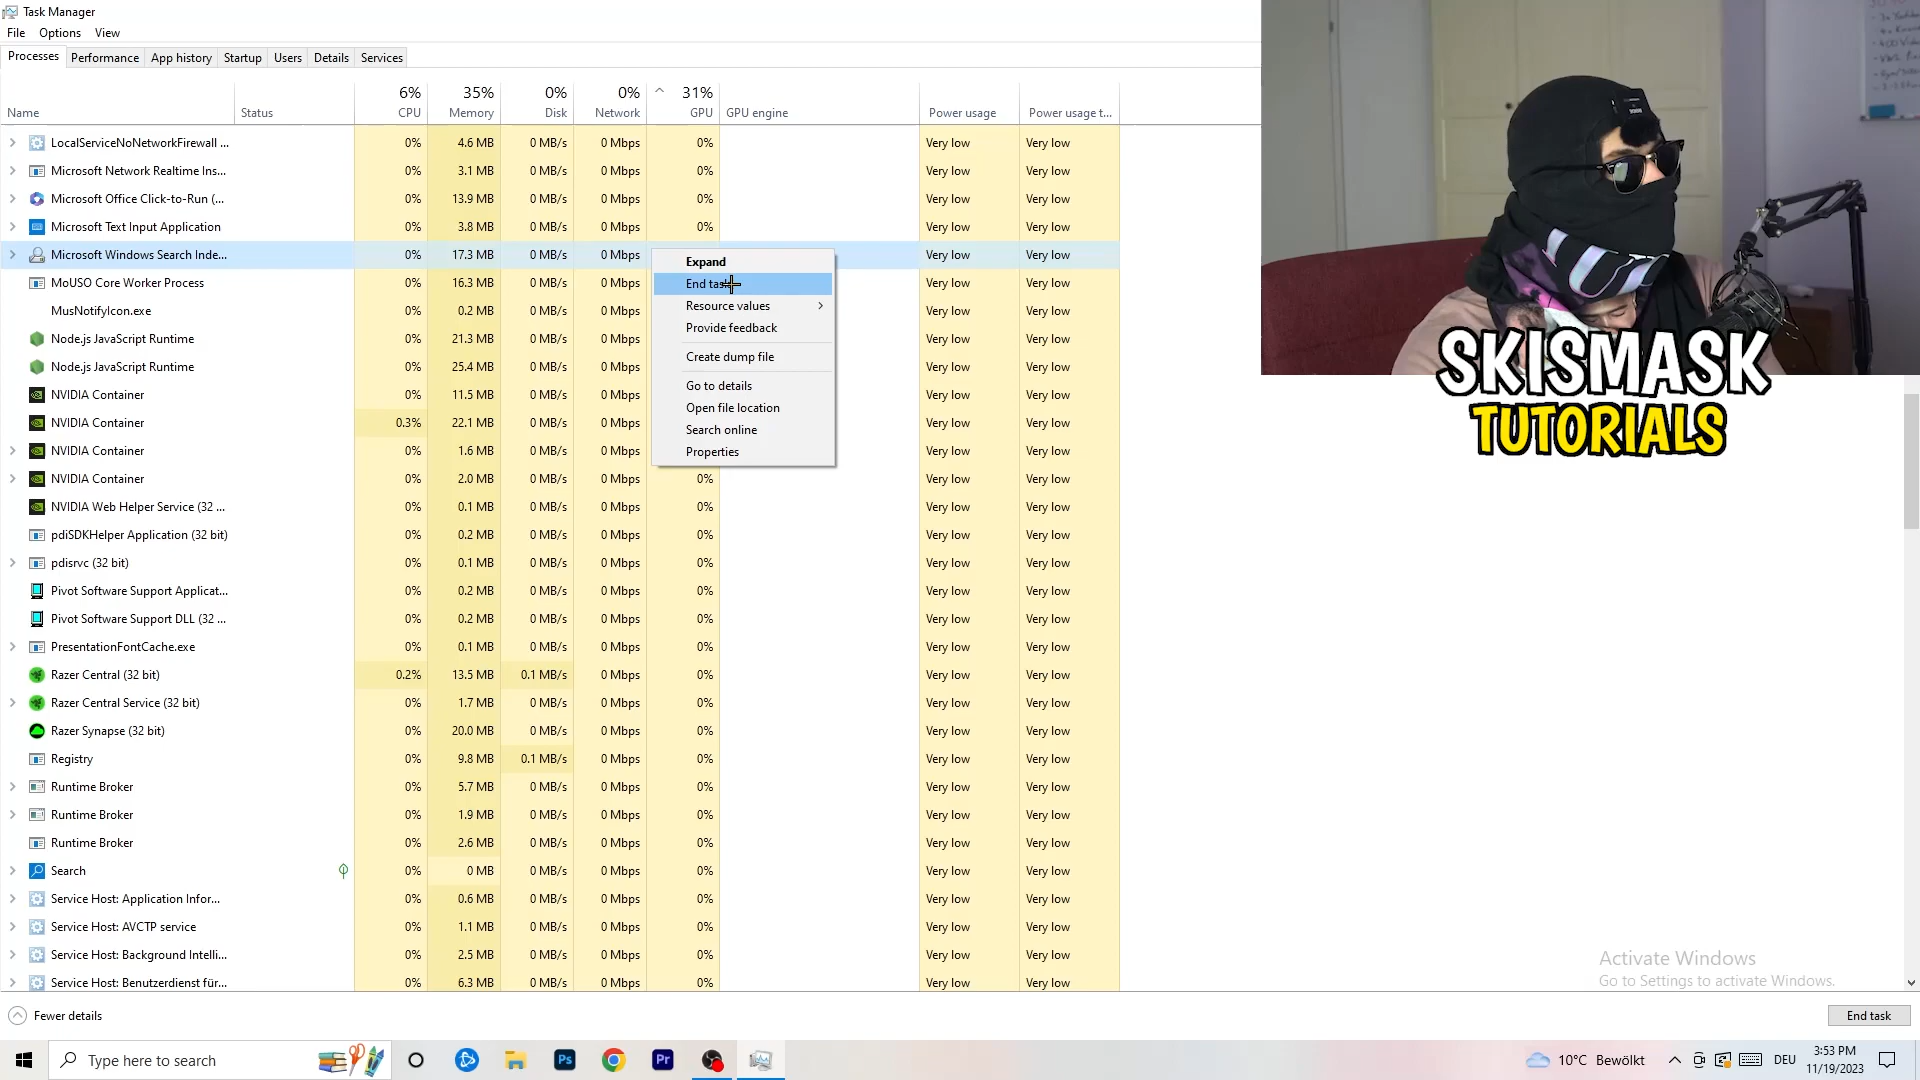 Task Manager
File Options View
Processes Performance App history Startup Users Details Services
6% 35% 0% 0% 31%
Name Status CPU Memory Disk Network GPU GPU engine Power usage Power usage t...
LocalServiceNoNetworkFirewall ... 0% 4.6 MB 0 MB/s 0 Mbps 0% Very low Very low
Microsoft Network Realtime Ins... 0% 3.1 MB 0 MB/s 0 Mbps 0% Very low Very low
Microsoft Office Click-to-Run (... 0% 13.9 MB 0 MB/s 0 Mbps 0% Very low Very low
Microsoft Text Input Application 0% 3.8 MB 0 MB/s 0 Mbps 0% Very low Very low
Microsoft Windows Search Inde... 0% 17.3 MB 0 MB/s 0 Mbps Very low Very low
MoUSO Core Worker Process 0% 16.3 MB 0 MB/s 0 Mbps Very low Very low
MusNotifyIcon.exe 0% 0.2 MB 0 MB/s 0 Mbps Very low Very low
Node.js JavaScript Runtime 0% 21.3 MB 0 MB/s 0 Mbps Very low Very low
Node.js JavaScript Runtime 0% 25.4 MB 0 MB/s 0 Mbps Very low Very low
NVIDIA Container 0% 11.5 MB 0 MB/s 0 Mbps Very low Very low
NVIDIA Container 0.3% 22.1 MB 0 MB/s 0 Mbps Very low Very low
NVIDIA Container 0% 1.6 MB 0 MB/s 0 Mbps Very low Very low
NVIDIA Container 0% 2.0 MB 0 MB/s 0 Mbps 0% Very low Very low
NVIDIA Web Helper Service (32 ... 0% 0.1 MB 0 MB/s 0 Mbps 0% Very low Very low
pdiSDKHelper Application (32 bit) 0% 0.2 MB 0 MB/s 0 Mbps 0% Very low Very low
pdisrvc (32 bit) 0% 0.1 MB 0 MB/s 0 Mbps 0% Very low Very low
Pivot Software Support Applicat... 0% 0.2 MB 0 MB/s 0 Mbps 0% Very low Very low
Pivot Software Support DLL (32 ... 0% 0.2 MB 0 MB/s 0 Mbps 0% Very low Very low
PresentationFontCache.exe 0% 0.1 MB 0 MB/s 0 Mbps 0% Very low Very low
Razer Central (32 bit) 0.2% 13.5 MB 0.1 MB/s 0 Mbps 0% Very low Very low
Razer Central Service (32 bit) 0% 1.7 MB 0 MB/s 0 Mbps 0% Very low Very low
Razer Synapse (32 bit) 0% 20.0 MB 0 MB/s 0 Mbps 0% Very low Very low
Registry 0% 9.8 MB 0.1 MB/s 0 Mbps 0% Very low Very low
Runtime Broker 0% 5.7 MB 0 MB/s 0 Mbps 0% Very low Very low
Runtime Broker 0% 1.9 MB 0 MB/s 0 Mbps 0% Very low Very low
Runtime Broker 0% 2.6 MB 0 MB/s 0 Mbps 0% Very low Very low
Search 0% 0 MB 0 MB/s 0 Mbps 0% Very low Very low
Service Host: Application Infor... 0% 0.6 MB 0 MB/s 0 Mbps 0% Very low Very low
Service Host: AVCTP service 0% 1.1 MB 0 MB/s 0 Mbps 0% Very low Very low
Service Host: Background Intelli... 0% 2.5 MB 0 MB/s 0 Mbps 0% Very low Very low
Service Host: Benutzerdienst für... 0% 6.3 MB 0 MB/s 0 Mbps 0% Very low Very low
Expand
End task
Resource values
Provide feedback
Create dump file
Go to details
Open file location
Search online
Properties
SKISMASK
TUTORIALS
Activate Windows
Go to Settings to activate Windows.
Fewer details
End task
Type here to search
Ps
Pr
10°C Bewölkt
DEU
3:53 PM
11/19/2023